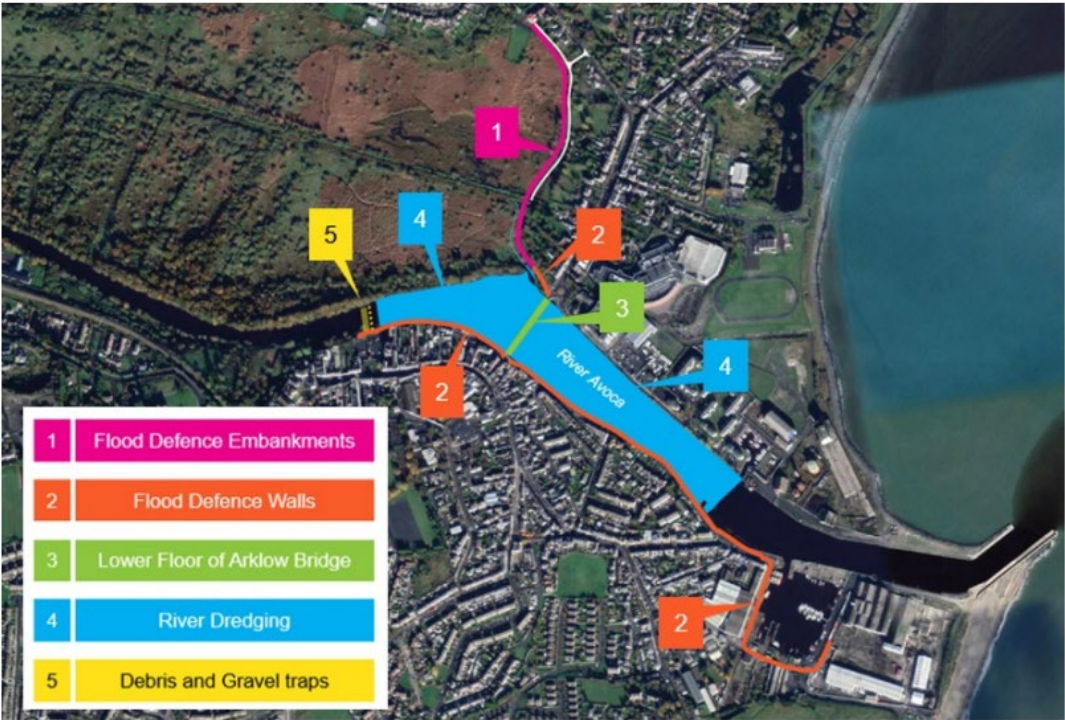 1
5
4
2
3
River Avoca
4
2
1 Flood Defence Embankments
2 Flood Defence Walls
3 Lower Floor of Arklow Bridge
4 River Dredging
5 Debris and Gravel traps
2